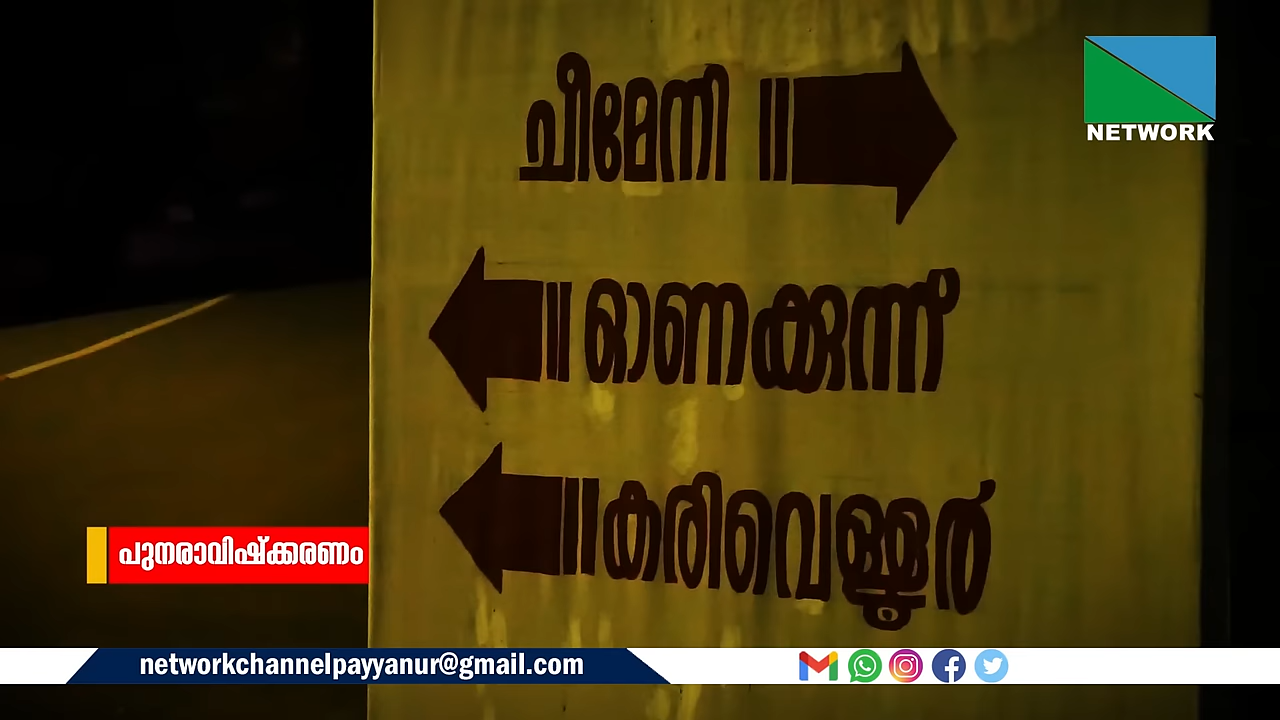 ചീമേനി
NETWORK
ഓണക്കുന്ന്
കരിവെള്ളൂർ
പുനരാവിഷ്ക്കരണം
networkchannelpayyanur@gmail.com